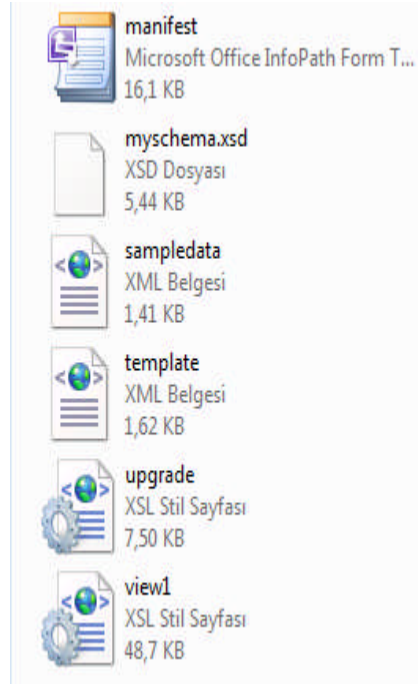 manifest
Microsoft Office InfoPath Form T...
16,1 KB
myschema.xsd
XSD Dosyası
5,44 KB
sampledata
XML Belgesi
1,41 KB
template
XML Belgesi
1,62 KB
upgrade
XSL Stil Sayfası
7,50 KB
view1
XSL Stil Sayfası
48,7 KB